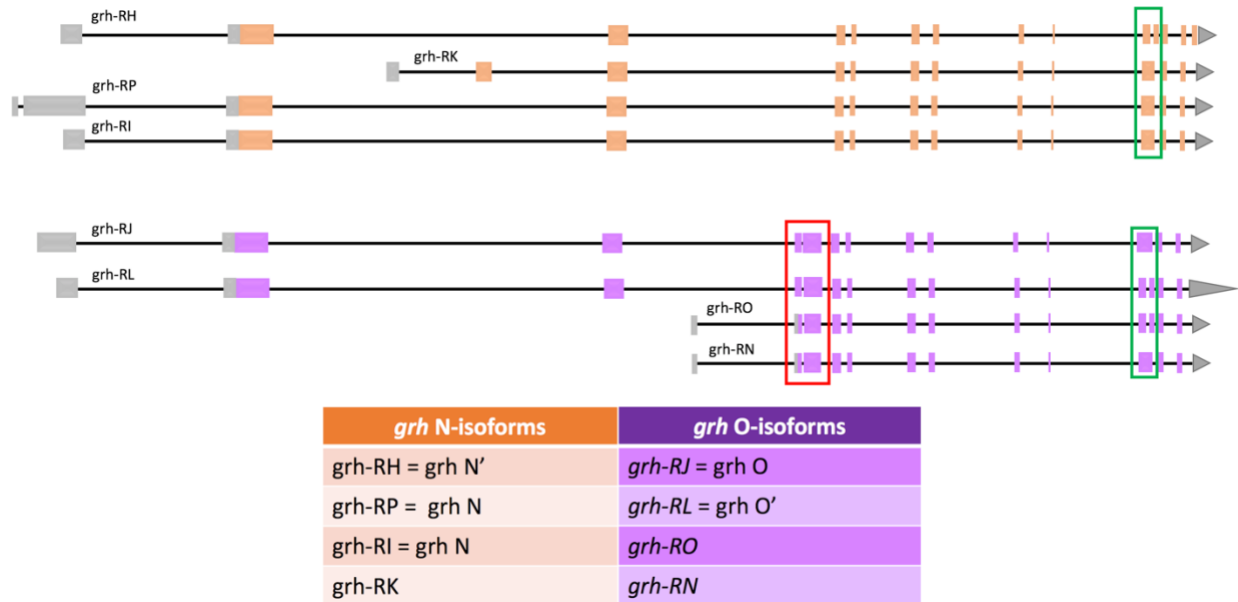 grh-RH
grh-RK
grh-RP
grh-RI
grh-RJ
grh-RL
grh-RO
grh-RN
grh N-isoforms grh O-isoforms
grh-RH = grh N’ grh-RJ = grh O
grh-RP = grh N grh-RL = grh O’
grh-RI = grh N grh-RO
grh-RK grh-RN